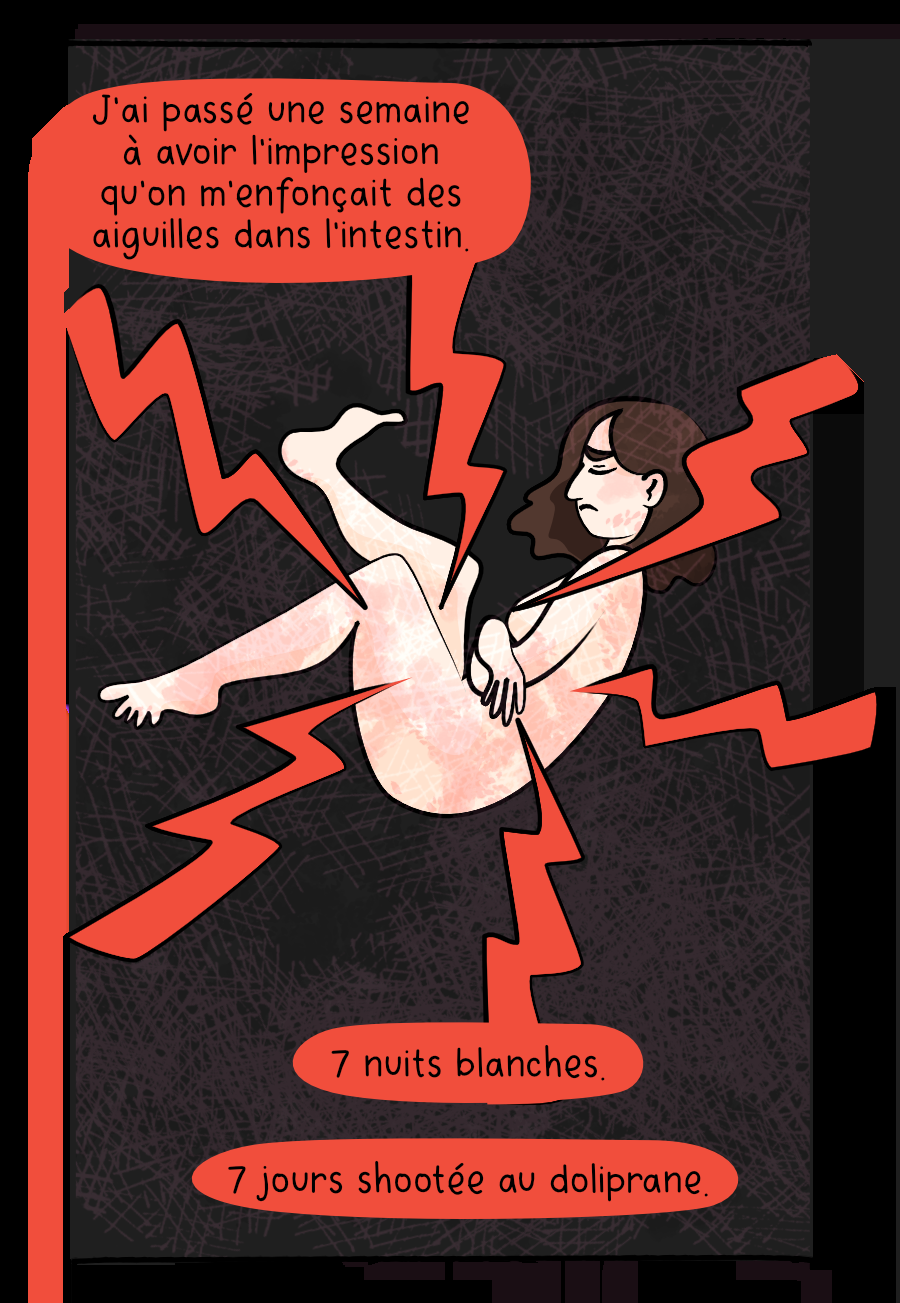 J'ai passé une semaine
à avoir l'impression
qu'on m'enfonçait des
aiguilles dans l'intestin.
7 nuits blanches.
7 jours shootée au doliprane.